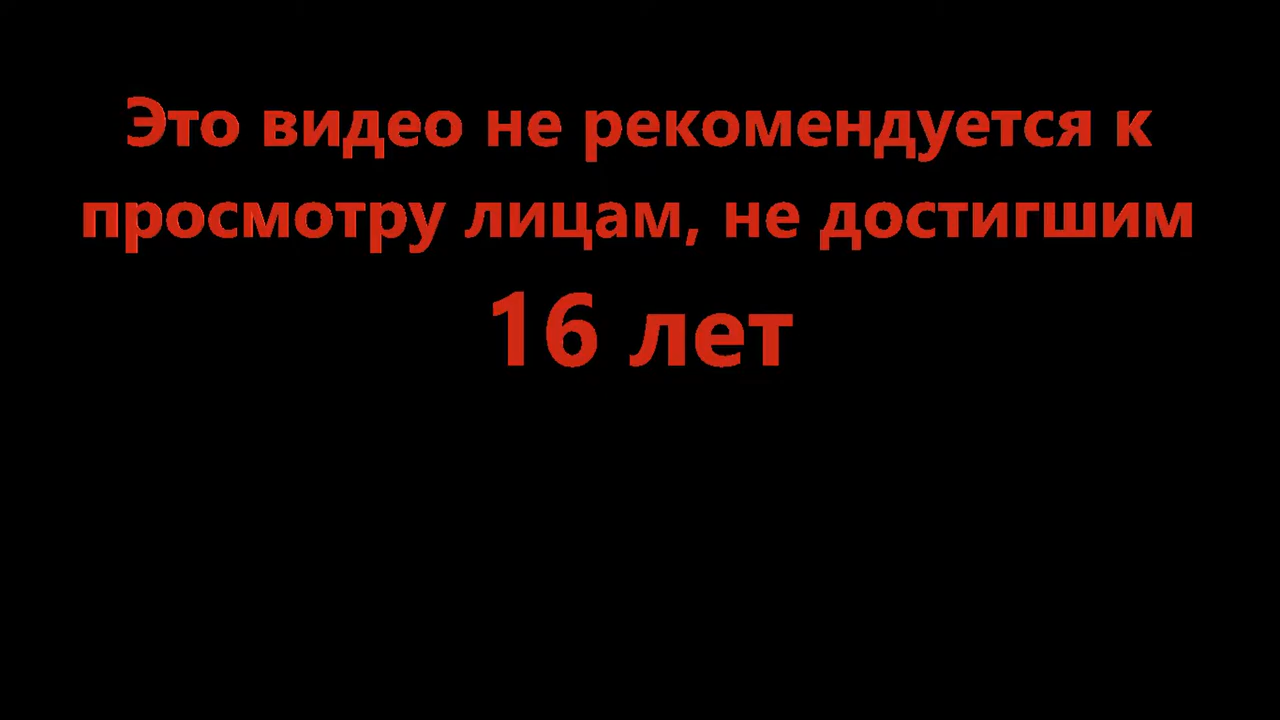 Это видео не рекомендуется к
просмотру лицам, не достигшим
16 лет